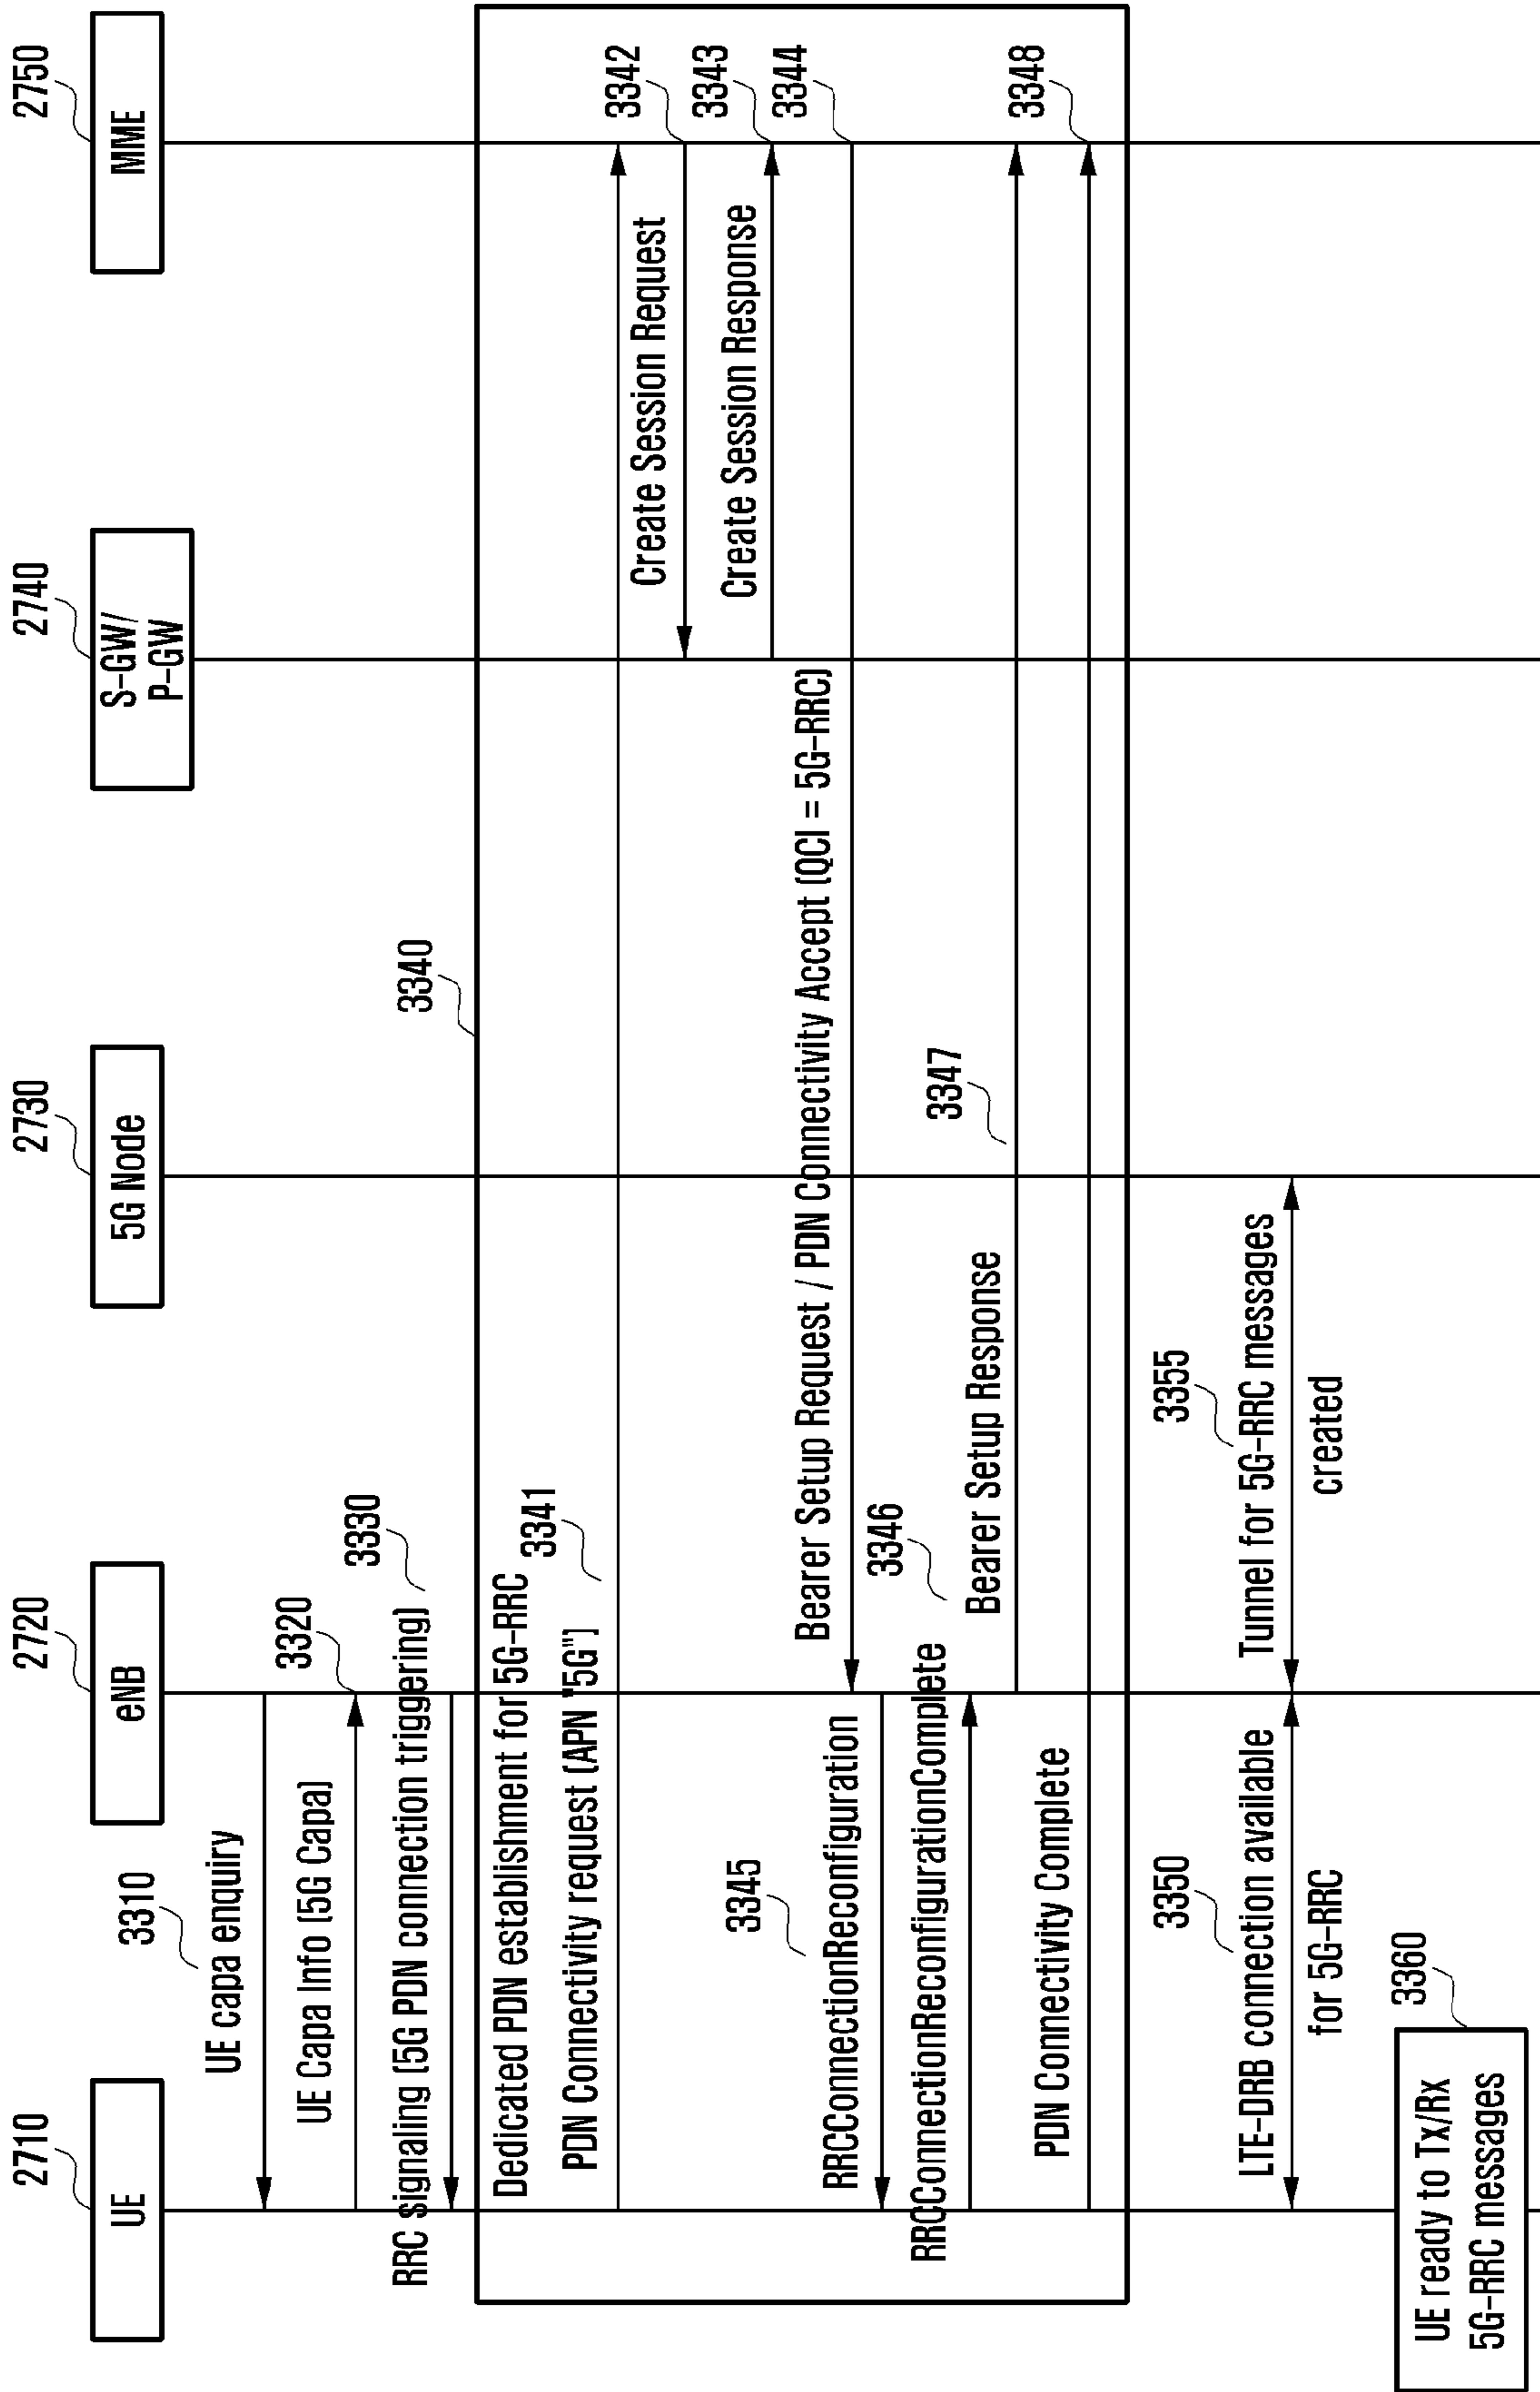 2710
UE
2720
eNB
2730
5G Node
2740
S-GW/
P-GW
2750
MME
3310
UE capa enquiry
UE Capa Info (5G Capa)
3320
RRC signaling (5G PDN connection triggering)
3330
3340
Dedicated PDN establishment for 5G-RRC
PDN Connectivity request (APN "5G")
3341
Create Session Request
3342
Create Session Response
3343
Bearer Setup Request / PDN Connectivity Accept (QCI = 5G-RRC)
3344
3345
RRCConnectionReconfiguration
3346
RRCConnectionReconfigurationComplete
Bearer Setup Response
3347
PDN Connectivity Complete
3348
3350
LTE-DRB connection available
for 5G-RRC
3355
Tunnel for 5G-RRC messages
created
3360
UE ready to Tx/Rx
5G-RRC messages